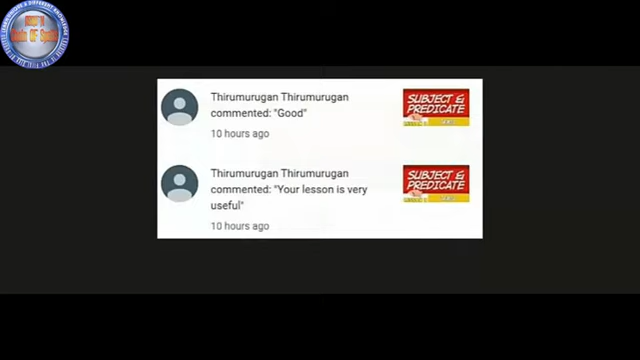 Thirumurugan Thirumurugan
commented: "Good"
10 hours ago
SUBJECT &
PREDICATE
Thirumurugan Thirumurugan
commented: "Your lesson is very
useful"
10 hours ago
SUBJECT &
PREDICATE